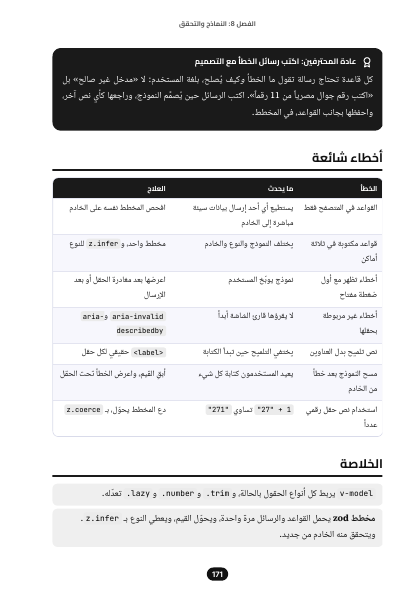 الفصل 8: النماذج والتحقق
عادة المحترفين: اكتب رسائل الخطأ مع التصميم
كل قاعدة تحتاج رسالة تقول ما الخطأ وكيف يُصلح، بلغة المستخدم: لا «مدخل غير صالح» بل
«اكتب رقم جوال مصرياً من 11 رقماً». اكتب الرسائل حين يُصمَّم النموذج، وراجعها كأي نص آخر،
واحفظها بجانب القواعد، في المخطط.
أخطاء شائعة
الخطأ ما يحدث العلاج
القواعد في المتصفح فقط يستطيع أي أحد إرسال بيانات سيئة افحص المخطط نفسه على الخادم
مباشرة إلى الخادم
قواعد مكتوبة في ثلاثة يختلف النموذج والنوع والخادم مخطط واحد، و z.infer للنوع
أماكن
أخطاء تظهر مع أول نموذج يوبّخ المستخدم اعرضها بعد مغادرة الحقل أو بعد
ضغطة مفتاح الإرسال
أخطاء غير مربوطة لا يقرؤها قارئ الشاشة أبداً aria-invalid و aria-
بحقلها describedby
نص تلميح بدل العناوين يختفي التلميح حين تبدأ الكتابة <label> حقيقي لكل حقل
مسح النموذج بعد خطأ يعيد المستخدمون كتابة كل شيء أبقِ القيم، واعرض الخطأ تحت الحقل
من الخادم
استخدام نص حقل رقمي "27" + 1 تساوي "271" دع المخطط يحوّل، بـ z.coerce
عدداً
الخلاصة
v-model يربط كل أنواع الحقول بالحالة، و .trim و .number و .lazy تعدّله.
مخطط zod يحمل القواعد والرسائل مرة واحدة، ويحوّل القيم، ويعطي النوع بـ z.infer .
ويتحقق منه الخادم من جديد.
171